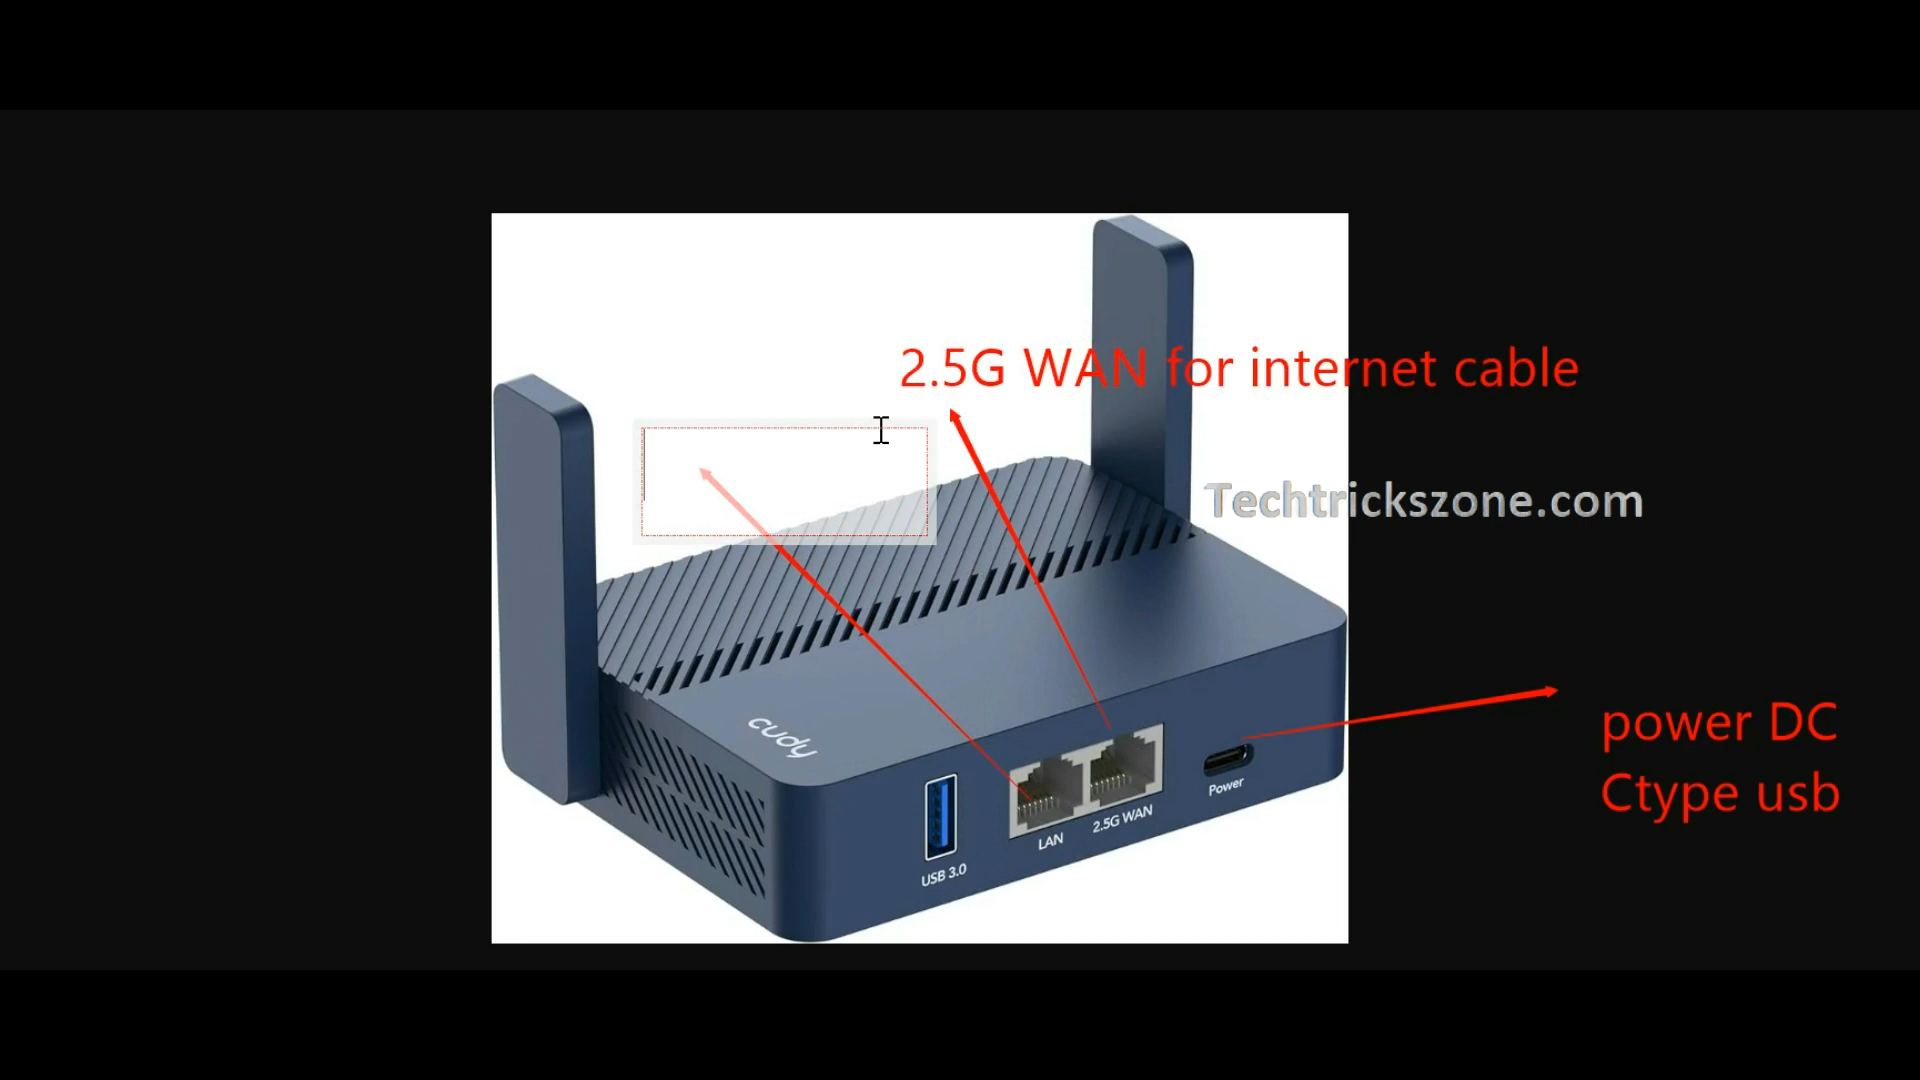 2.5G WAN for internet cable
Techtrickszone.com
power DC
Ctype usb
cudy
USB 3.0
LAN
2.5G WAN
Power